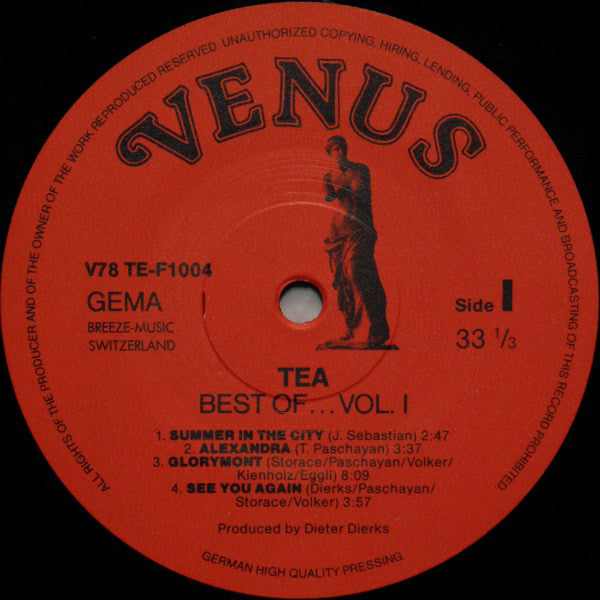 ALL RIGHTS OF THE PRODUCER AND OF THE OWNER OF THE WORK REPRODUCED RESERVED. UNAUTHORIZED COPYING, HIRING, LENDING, PUBLIC PERFORMANCE AND BROADCASTING OF THIS RECORD PROHIBITED
VENUS
V78 TE-F1004
GEMA
BREEZE-MUSIC
SWITZERLAND
Side I
33 1/3
TEA
BEST OF... VOL. I
1. SUMMER IN THE CITY (J. Sebastian) 2:47
2. ALEXANDRA (T. Paschayan) 3:37
3. GLORYMONT (Storace/Paschayan/Volker/
Kienholz/Eggli) 8:09
4. SEE YOU AGAIN (Dierks/Paschayan/
Storace/Volker) 3:57
Produced by Dieter Dierks
GERMAN HIGH QUALITY PRESSING.